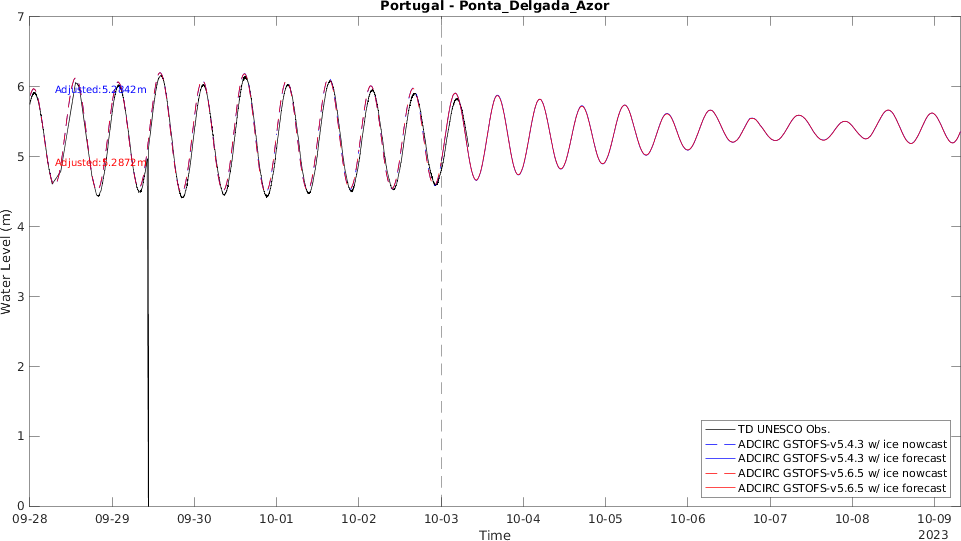 Portugal - Ponta_Delgada_Azor
7
6
5
4
3
2
1
0
Water Level (m)
Adjusted:5.2842m
Adjusted:5.2872m
TD UNESCO Obs.
ADCIRC GSTOFS-v5.4.3 w/ ice nowcast
ADCIRC GSTOFS-v5.4.3 w/ ice forecast
ADCIRC GSTOFS-v5.6.5 w/ ice nowcast
ADCIRC GSTOFS-v5.6.5 w/ ice forecast
09-28 09-29 09-30 10-01 10-02 10-03 10-04 10-05 10-06 10-07 10-08 10-09
Time
2023